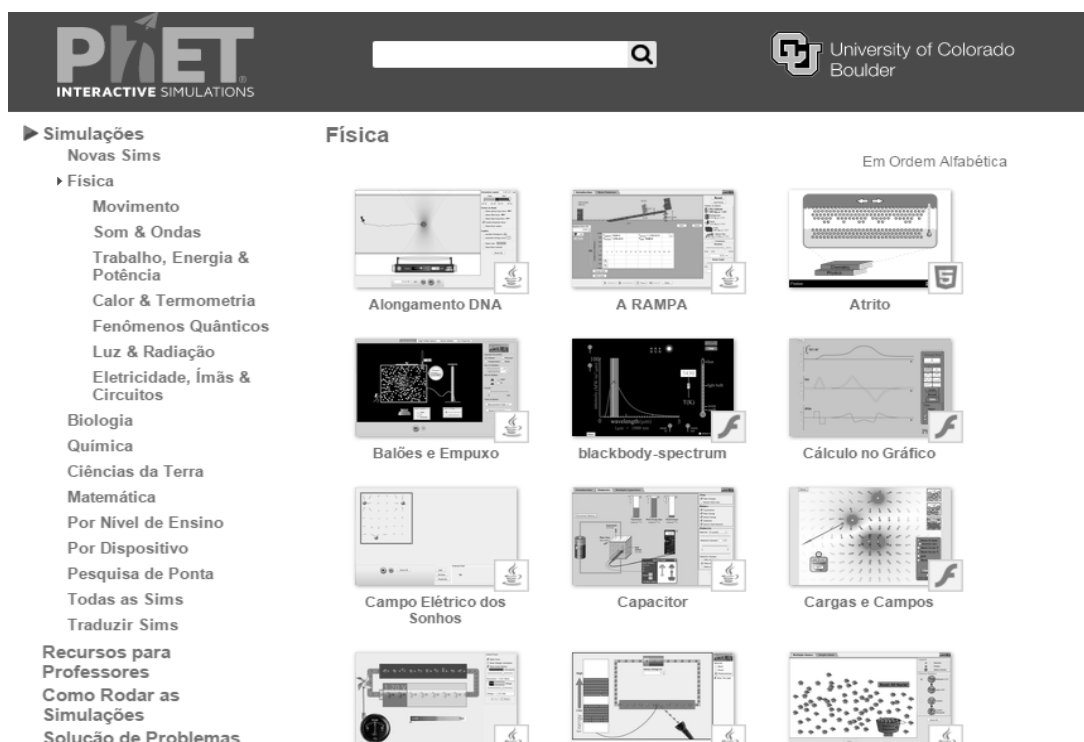 PhET
INTERACTIVE SIMULATIONS
University of Colorado
Boulder
Simulações
Novas Sims
Física
Movimento
Som & Ondas
Trabalho, Energia &
Potência
Calor & Termometria
Fenômenos Quânticos
Luz & Radiação
Eletricidade, Ímãs &
Circuitos
Biologia
Química
Ciências da Terra
Matemática
Por Nível de Ensino
Por Dispositivo
Pesquisa de Ponta
Todas as Sims
Traduzir Sims
Recursos para
Professores
Como Rodar as
Simulações
Solução de Problemas
Física
Em Ordem Alfabética
Alongamento DNA
A RAMPA
Atrito
Balões e Empuxo
blackbody-spectrum
Cálculo no Gráfico
Campo Elétrico dos
Sonhos
Capacitor
Cargas e Campos